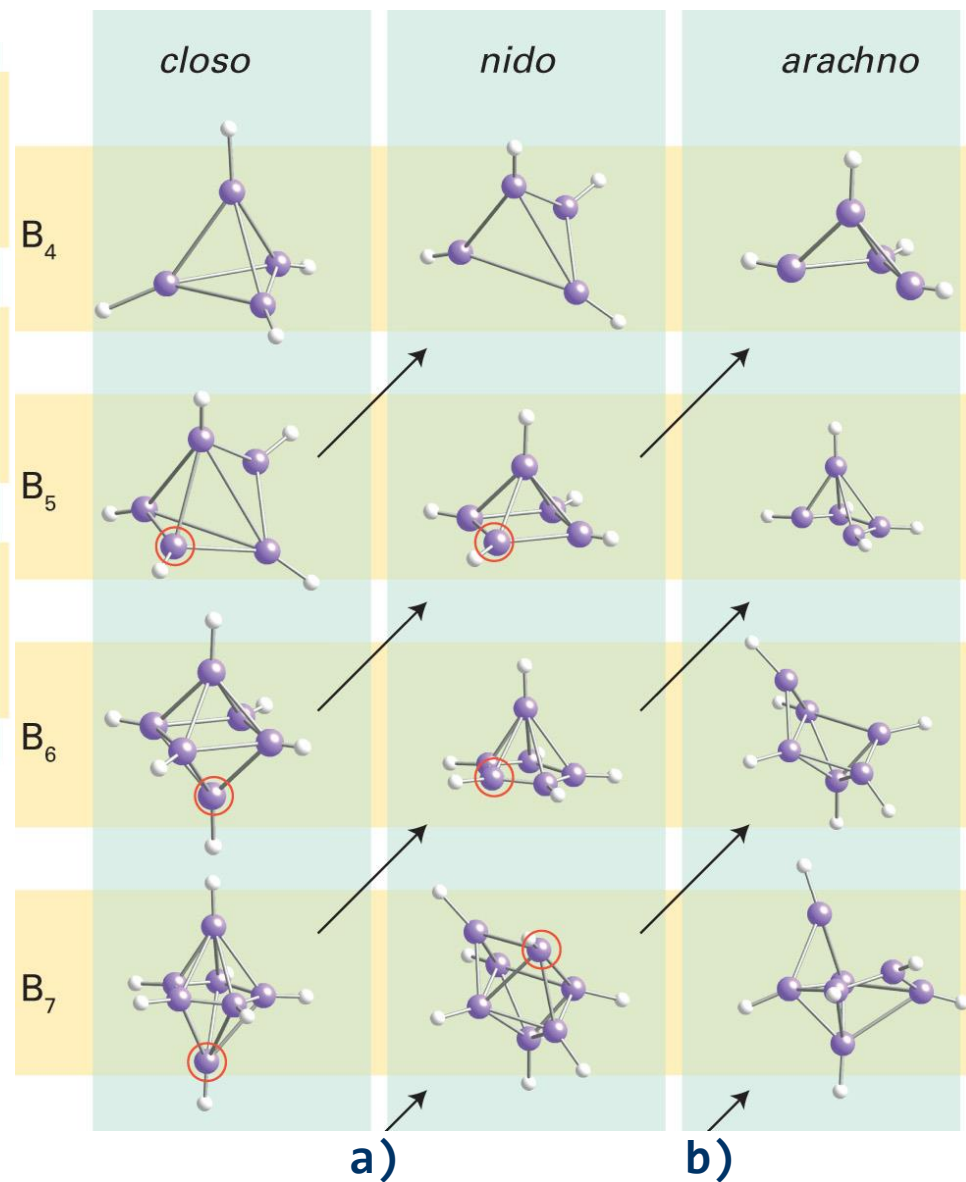 closo nido arachno
B₄
B₅
B₆
B₇
a) b)